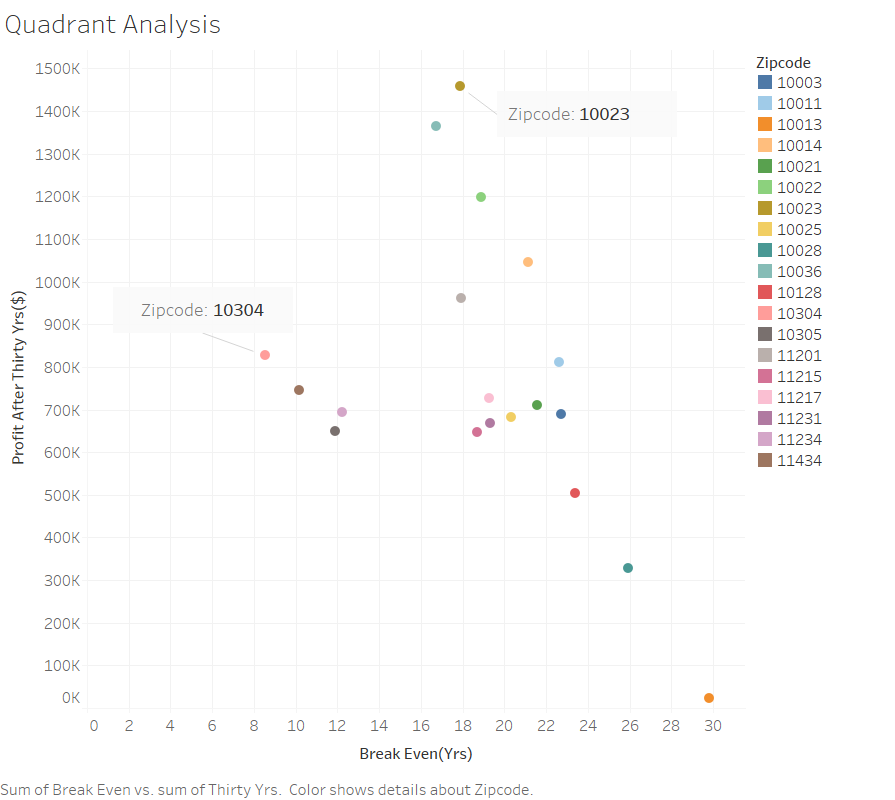 Quadrant Analysis
1500K
1400K
1300K
1200K
1100K
1000K
900K
800K
700K
600K
500K
400K
300K
200K
100K
0K
Profit After Thirty Yrs($)
Zipcode: 10023
Zipcode: 10304
0 2 4 6 8 10 12 14 16 18 20 22 24 26 28 30
Break Even(Yrs)
Zipcode
10003
10011
10013
10014
10021
10022
10023
10025
10028
10036
10128
10304
10305
11201
11215
11217
11231
11234
11434
Sum of Break Even vs. sum of Thirty Yrs. Color shows details about Zipcode.